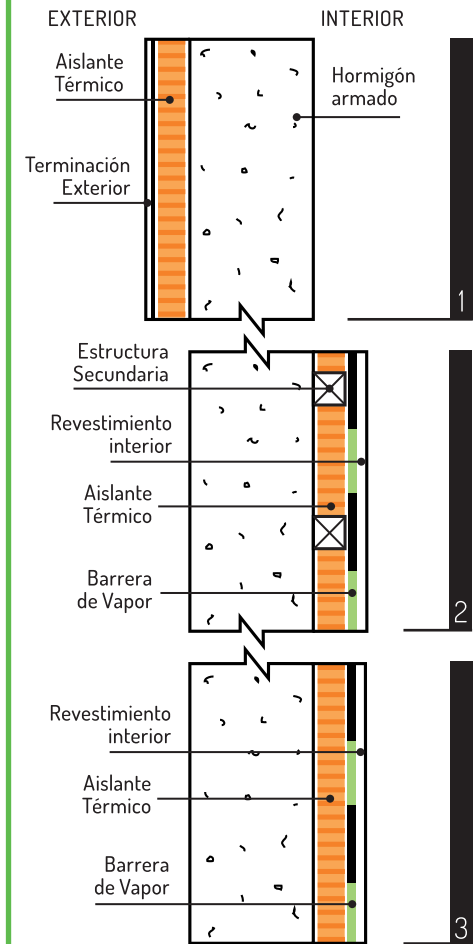 EXTERIOR
INTERIOR
Aislante
Térmico
Hormigón
armado
Terminación
Exterior
1
Estructura
Secundaria
Revestimiento
interior
Aislante
Térmico
Barrera
de Vapor
2
Revestimiento
interior
Aislante
Térmico
Barrera
de Vapor
3